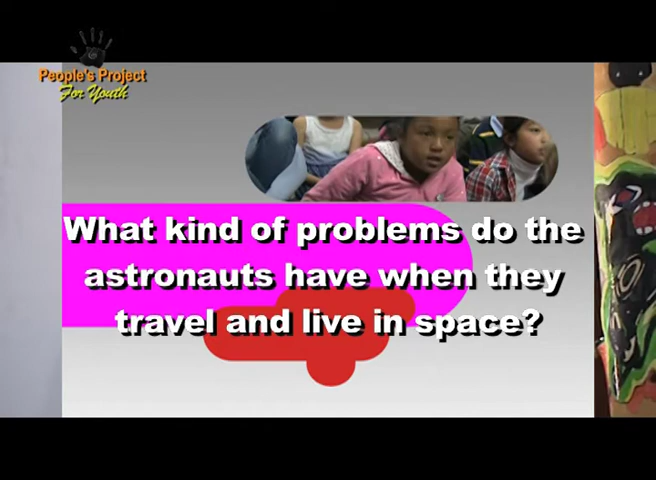 People's Project
For Youth
What kind of problems do the
astronauts have when they
travel and live in space?